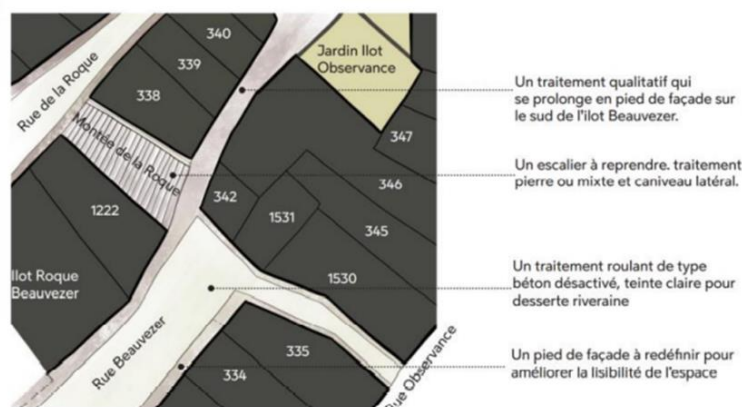 340
339
338
Jardin Ilot
Observance
Rue de la Roque
Montée de la Roque
347
346
342
1531
345
1222
1530
Ilot Roque
Beauvezer
Rue Beauvezer
335
334
Rue Observance
Un traitement qualitatif qui
se prolonge en pied de façade sur
le sud de l'ilot Beauvezer.
Un escalier à reprendre. traitement
pierre ou mixte et caniveau latéral.
Un traitement roulant de type
béton désactivé, teinte claire pour
desserte riveraine
Un pied de façade à redéfinir pour
améliorer la lisibilité de l'espace